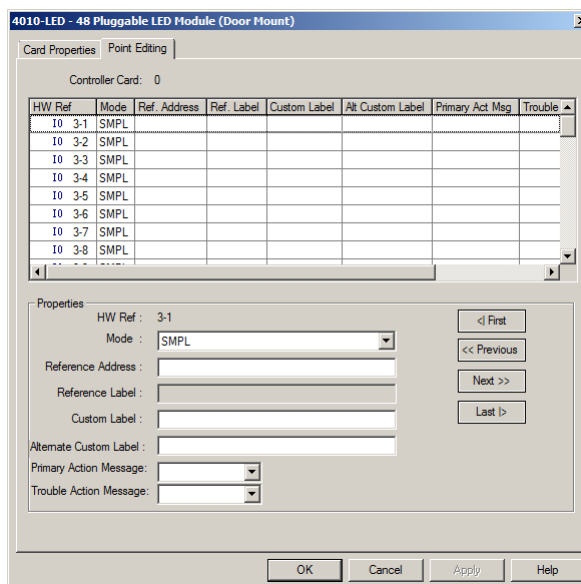 4010-LED - 48 Pluggable LED Module (Door Mount)
Card Properties Point Editing
Controller Card: 0
HW Ref Mode Ref. Address Ref. Label Custom Label Alt Custom Label Primary Act Msg Trouble
IO 3-1 SMPL
IO 3-2 SMPL
IO 3-3 SMPL
IO 3-4 SMPL
IO 3-5 SMPL
IO 3-6 SMPL
IO 3-7 SMPL
IO 3-8 SMPL
Properties
HW Ref : 3-1
<| First
Mode : SMPL
<< Previous
Reference Address :
Next >>
Reference Label :
Custom Label :
Last |>
Alternate Custom Label :
Primary Action Message:
Trouble Action Message:
OK Cancel Apply Help